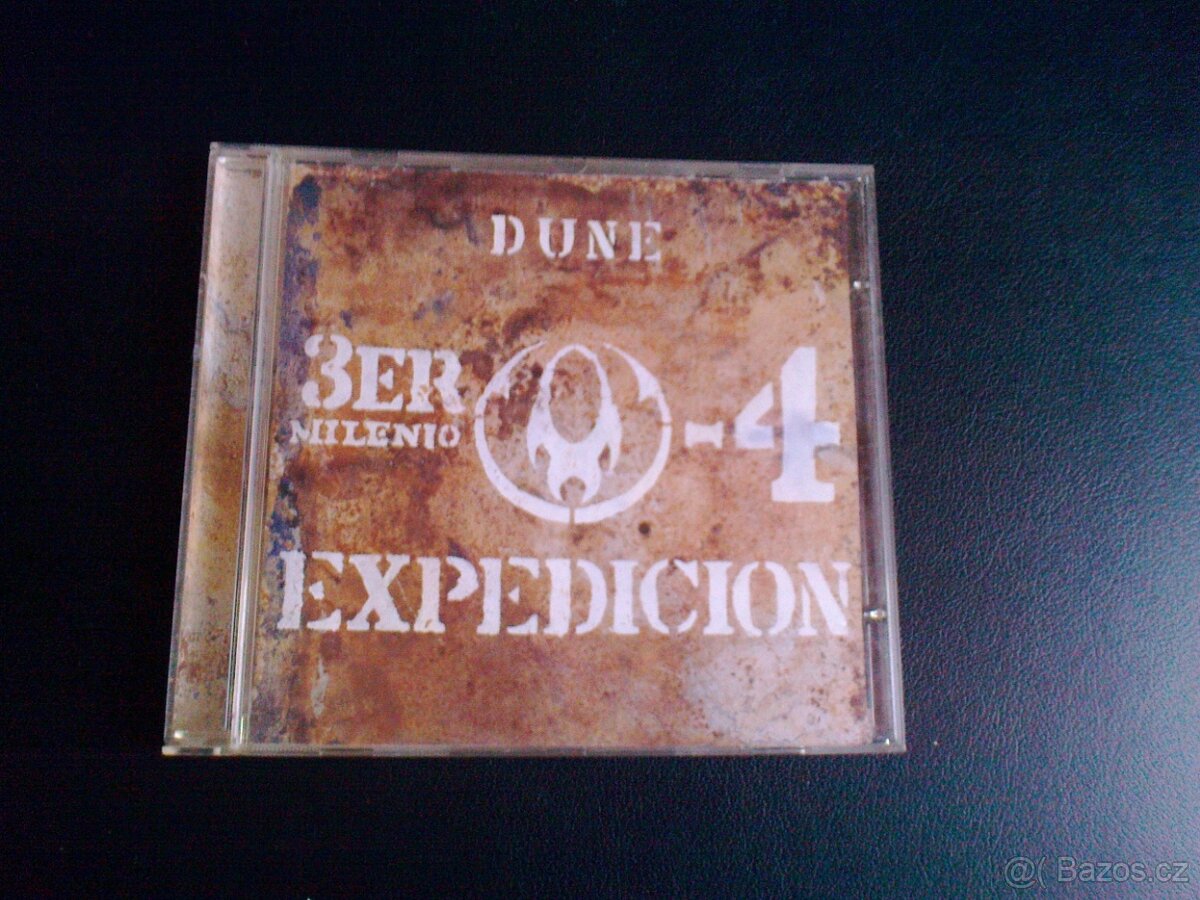 DUNE
3ER
MILENIO
-4
EXPEDICION
@( Bazos.cz